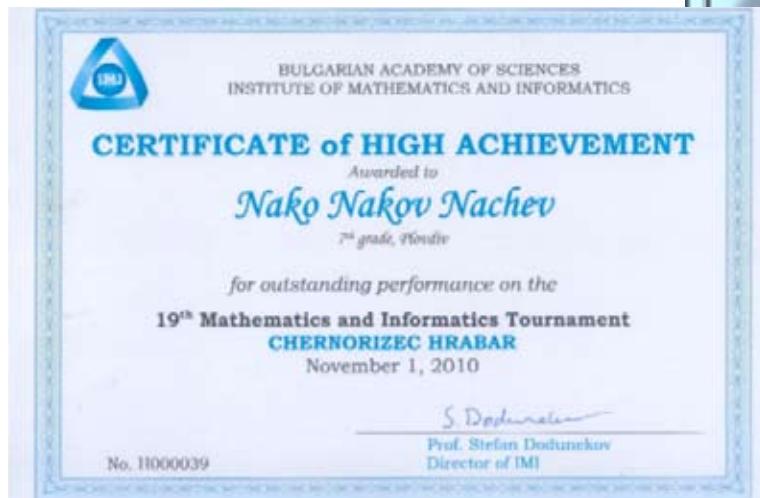 IMI
BULGARIAN ACADEMY OF SCIENCES
INSTITUTE OF MATHEMATICS AND INFORMATICS
CERTIFICATE of HIGH ACHIEVEMENT
Awarded to
Nako Nakov Nachev
7th grade, Plovdiv
for outstanding performance on the
19th Mathematics and Informatics Tournament
CHERNORIZEC HRABAR
November 1, 2010
S. Dodunekov
Prof. Stefan Dodunekov
No. 11000039
Director of IMI